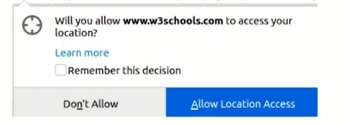 Will you allow www.w3schools.com to access your
location?
Learn more
Remember this decision
Don't Allow
Allow Location Access